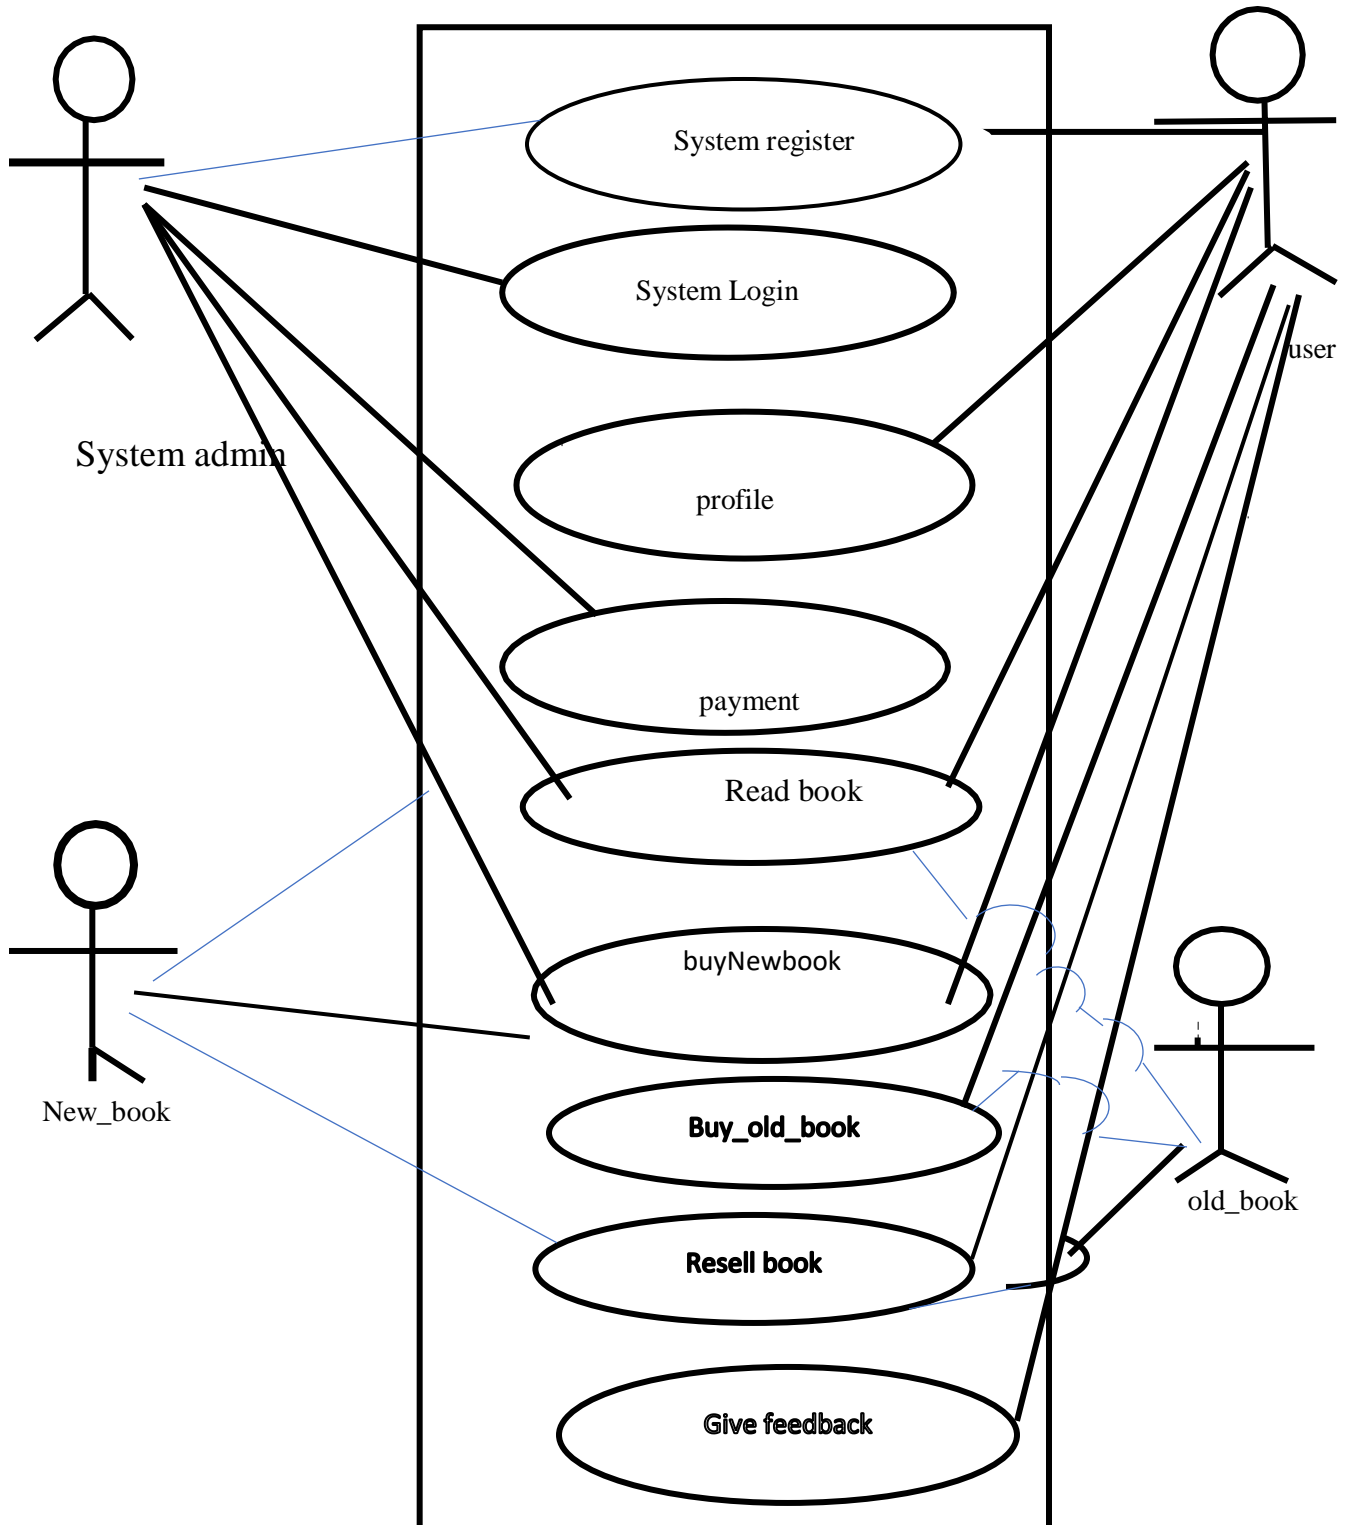 System register
System Login
user
System admin
profile
payment
Read book
buyNewbook
New_book
Buy_old_book
old_book
Resell book
Give feedback